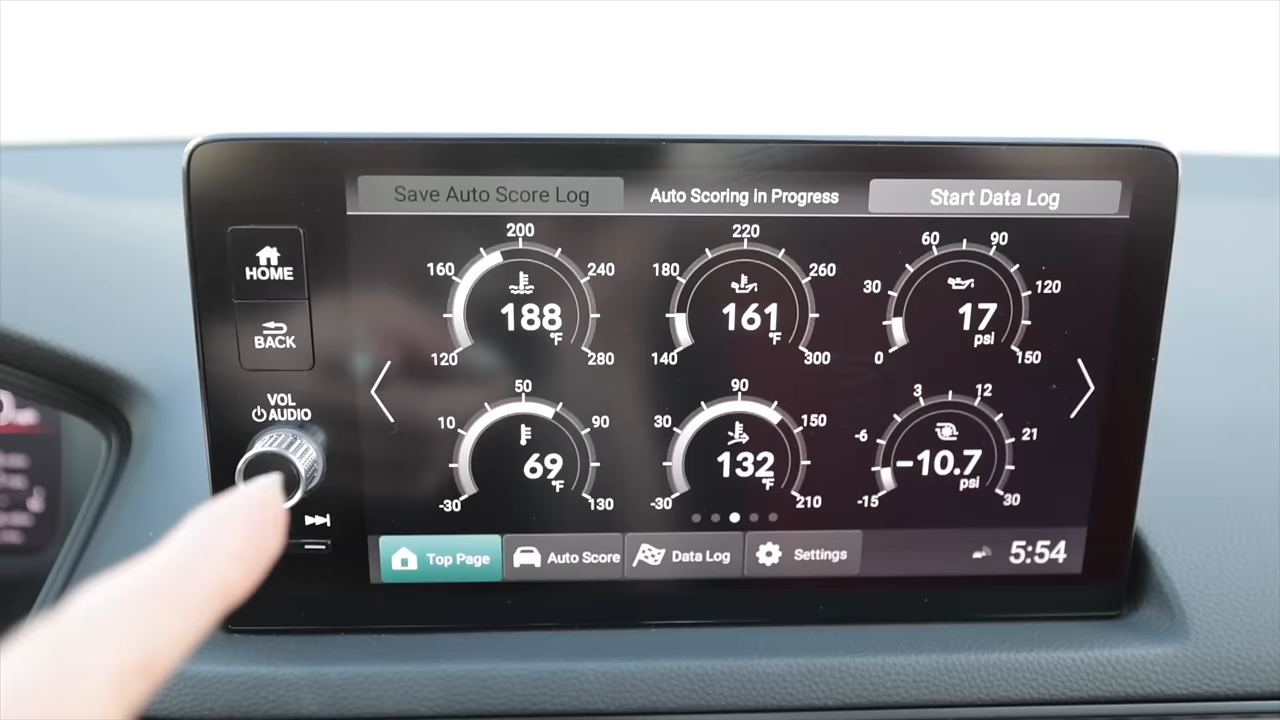 Save Auto Score Log
Auto Scoring in Progress
Start Data Log
HOME
BACK
VOL
AUDIO
200
160
240
188
°F
120
280
220
180
260
161
°F
140
300
60
90
30
120
17
psi
0
150
50
10
90
69
°F
-30
130
90
30
150
132
°F
-30
210
3
12
-6
21
-10.7
psi
-15
30
Top Page
Auto Score
Data Log
Settings
5:54